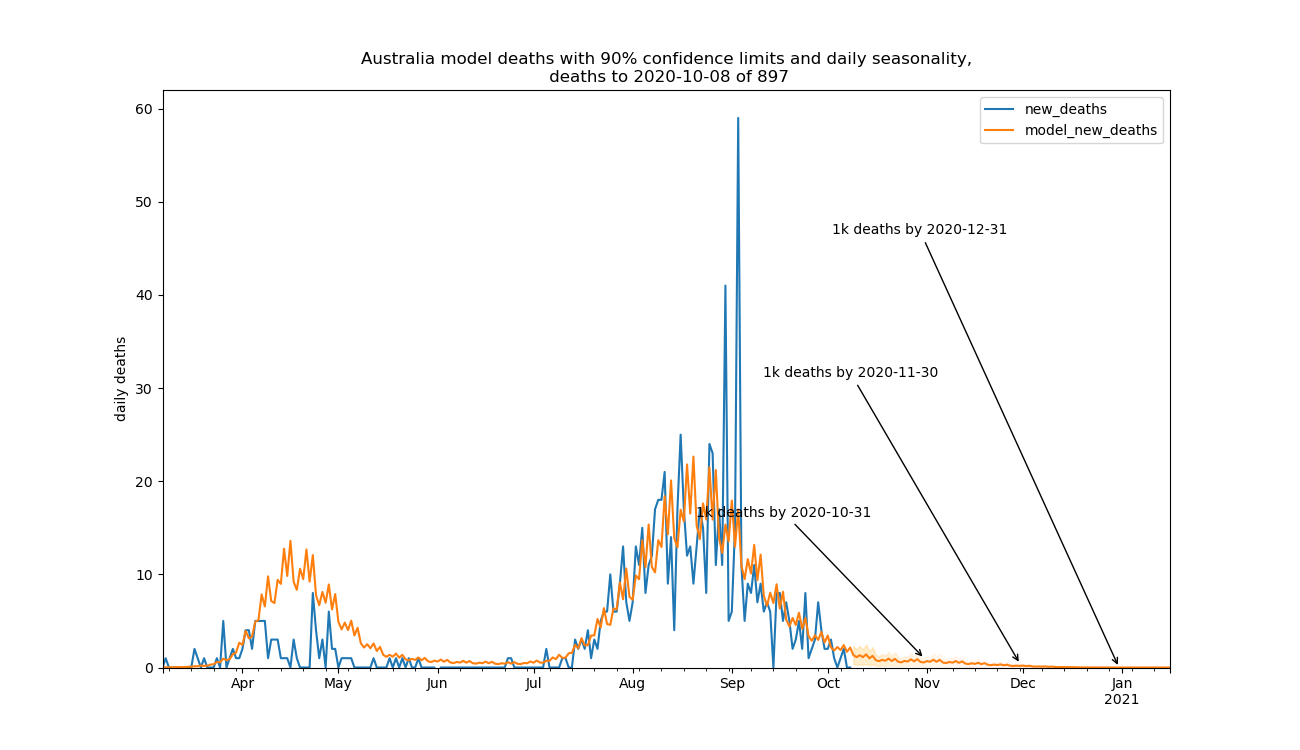 Australia model deaths with 90% confidence limits and daily seasonality,
deaths to 2020-10-08 of 897
new_deaths
model_new_deaths
60
50
40
30
20
10
0
daily deaths
1k deaths by 2020-12-31
1k deaths by 2020-11-30
1k deaths by 2020-10-31
Apr May Jun Jul Aug Sep Oct Nov Dec Jan
2021